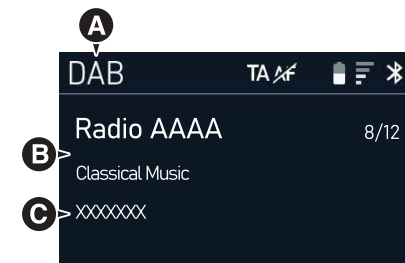 A
DAB TA AF
Radio AAAA 8/12
B
Classical Music
C XXXXXXX